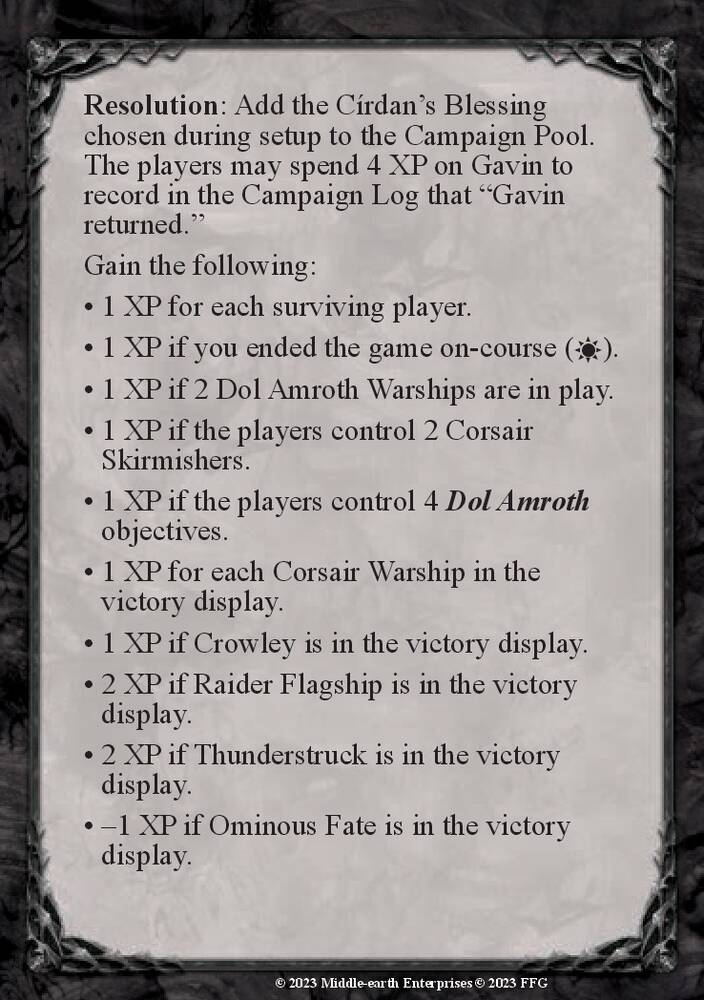 Resolution: Add the Círdan’s Blessing
chosen during setup to the Campaign Pool.
The players may spend 4 XP on Gavin to
record in the Campaign Log that “Gavin
returned.”
Gain the following:
• 1 XP for each surviving player.
• 1 XP if you ended the game on-course (☀).
• 1 XP if 2 Dol Amroth Warships are in play.
• 1 XP if the players control 2 Corsair
Skirmishers.
• 1 XP if the players control 4 Dol Amroth
objectives.
• 1 XP for each Corsair Warship in the
victory display.
• 1 XP if Crowley is in the victory display.
• 2 XP if Raider Flagship is in the victory
display.
• 2 XP if Thunderstruck is in the victory
display.
• –1 XP if Ominous Fate is in the victory
display.
© 2023 Middle-earth Enterprises © 2023 FFG